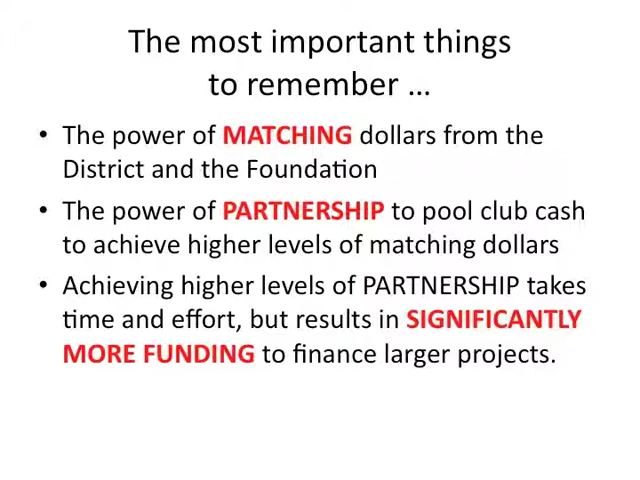 The most important things
to remember …
• The power of MATCHING dollars from the
District and the Foundation
• The power of PARTNERSHIP to pool club cash
to achieve higher levels of matching dollars
• Achieving higher levels of PARTNERSHIP takes
time and effort, but results in SIGNIFICANTLY
MORE FUNDING to finance larger projects.